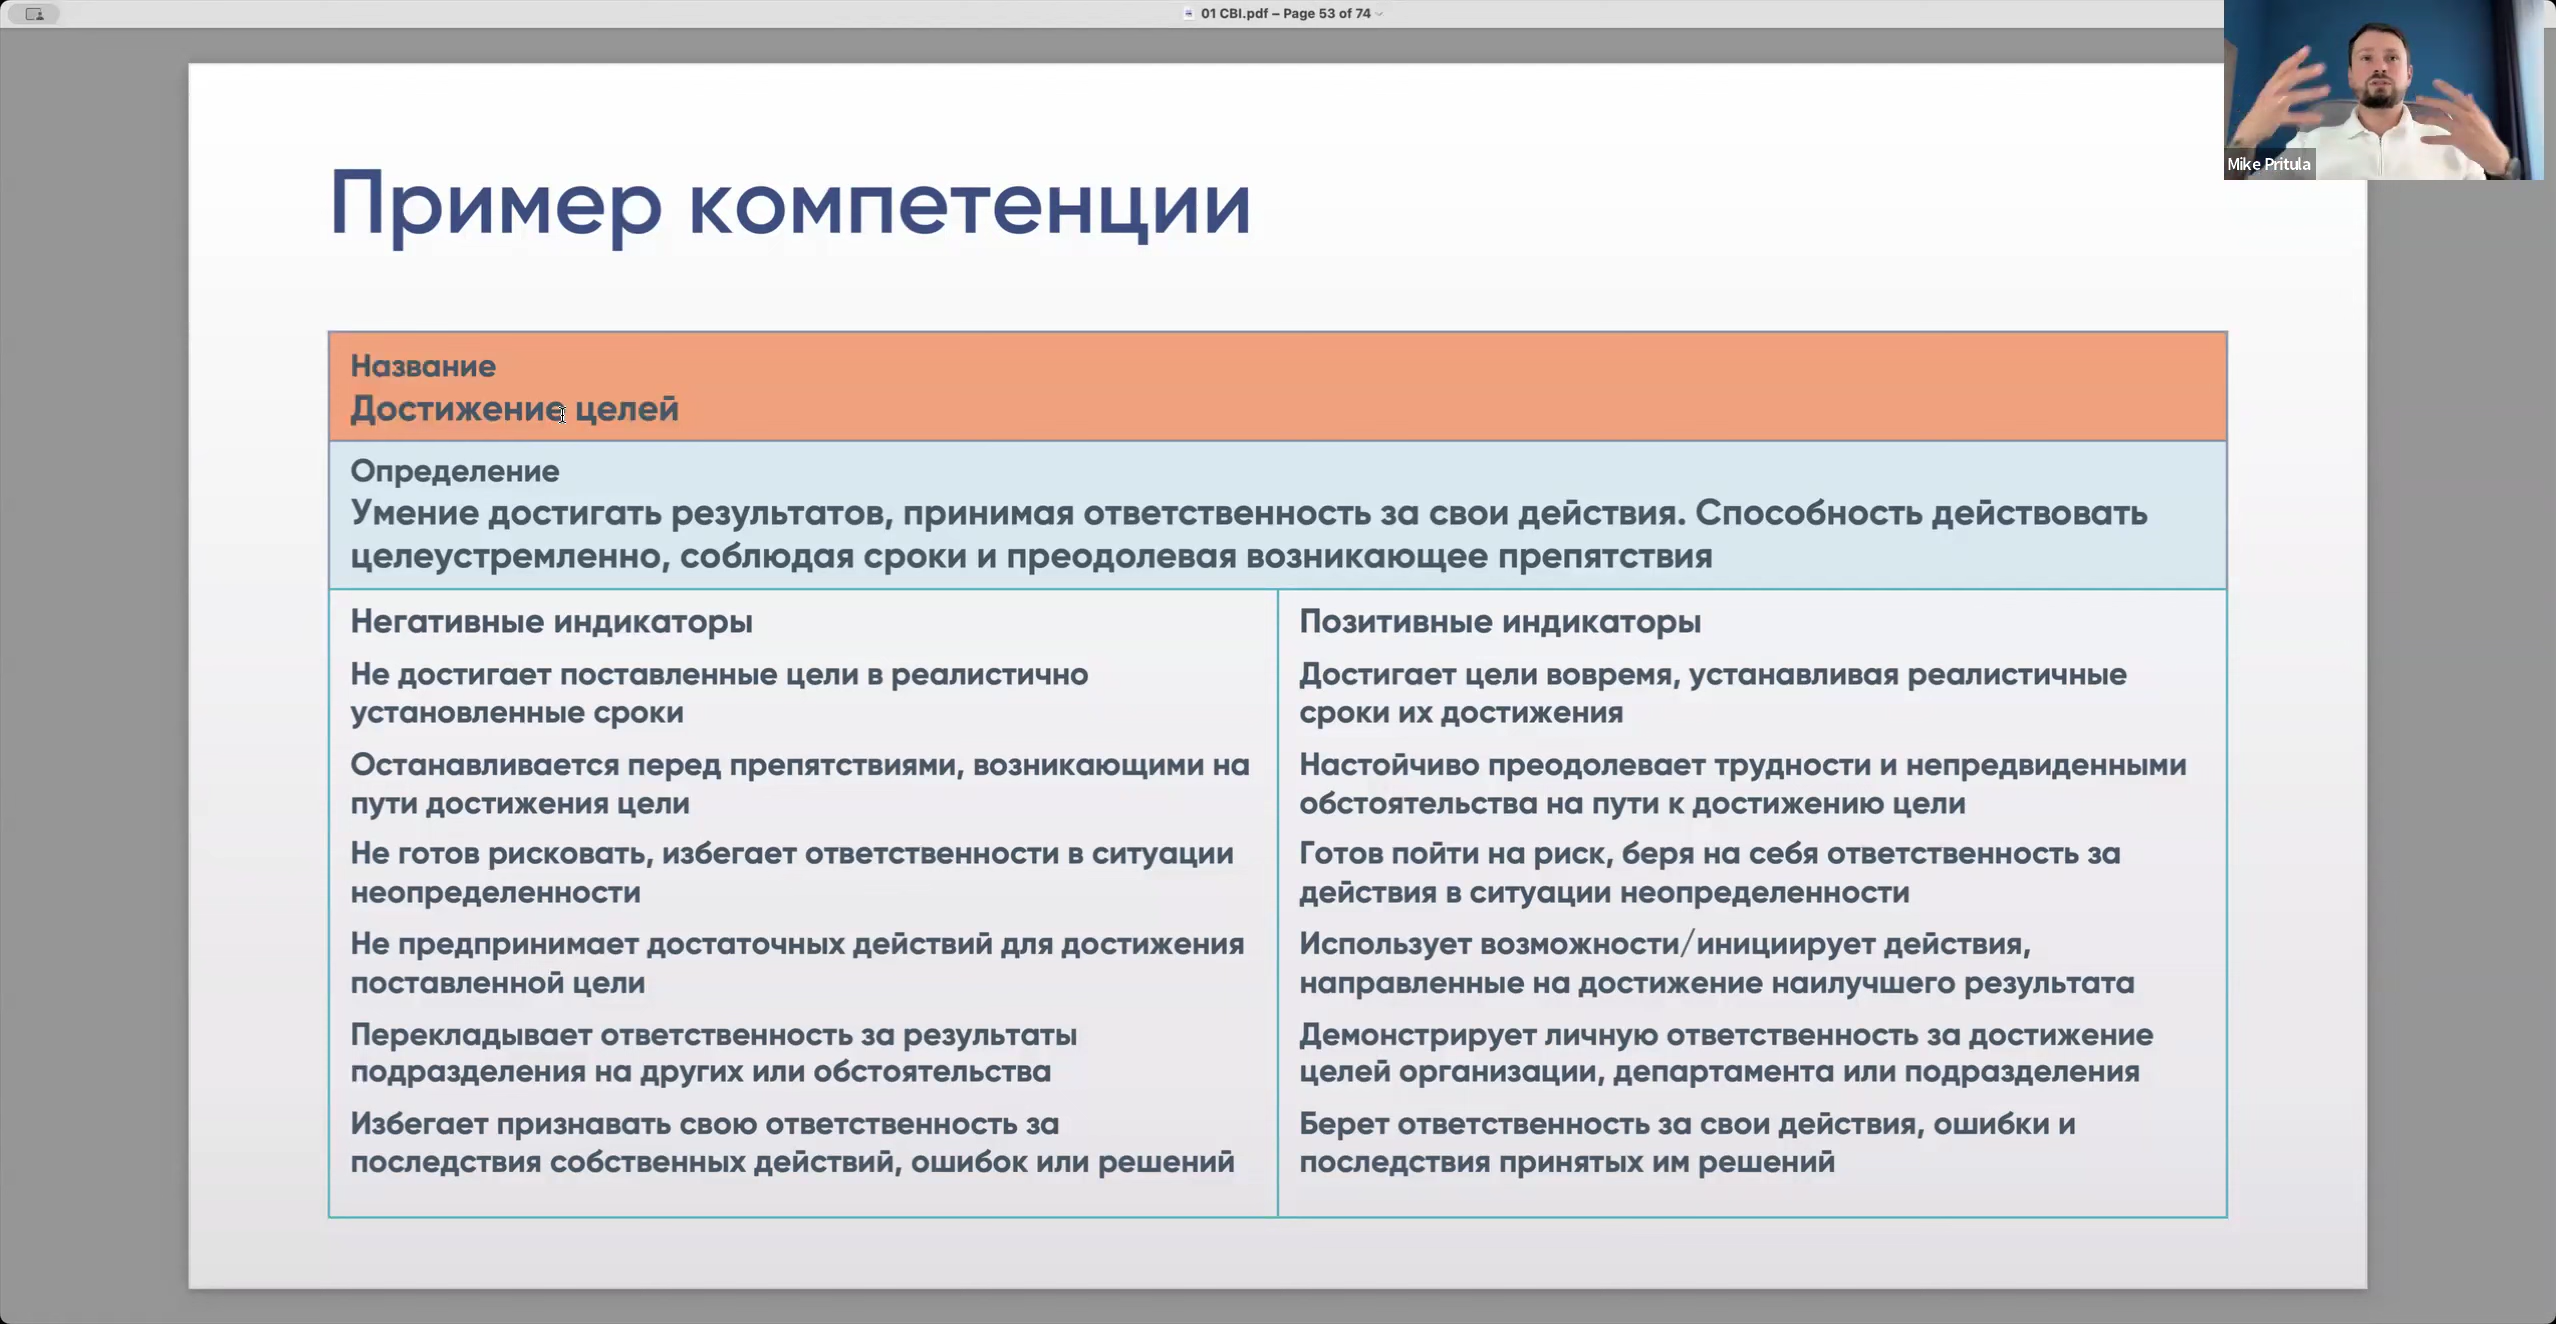 01 CBI.pdf – Page 53 of 74
Mike Pritula
Пример компетенции
Название
Достижение целей
Определение
Умение достигать результатов, принимая ответственность за свои действия. Способность действовать
целеустремленно, соблюдая сроки и преодолевая возникающее препятствия
Негативные индикаторы
Не достигает поставленные цели в реалистично
установленные сроки
Останавливается перед препятствиями, возникающими на
пути достижения цели
Не готов рисковать, избегает ответственности в ситуации
неопределенности
Не предпринимает достаточных действий для достижения
поставленной цели
Перекладывает ответственность за результаты
подразделения на других или обстоятельства
Избегает признавать свою ответственность за
последствия собственных действий, ошибок или решений
Позитивные индикаторы
Достигает цели вовремя, устанавливая реалистичные
сроки их достижения
Настойчиво преодолевает трудности и непредвиденными
обстоятельства на пути к достижению цели
Готов пойти на риск, беря на себя ответственность за
действия в ситуации неопределенности
Использует возможности/инициирует действия,
направленные на достижение наилучшего результата
Демонстрирует личную ответственность за достижение
целей организации, департамента или подразделения
Берет ответственность за свои действия, ошибки и
последствия принятых им решений